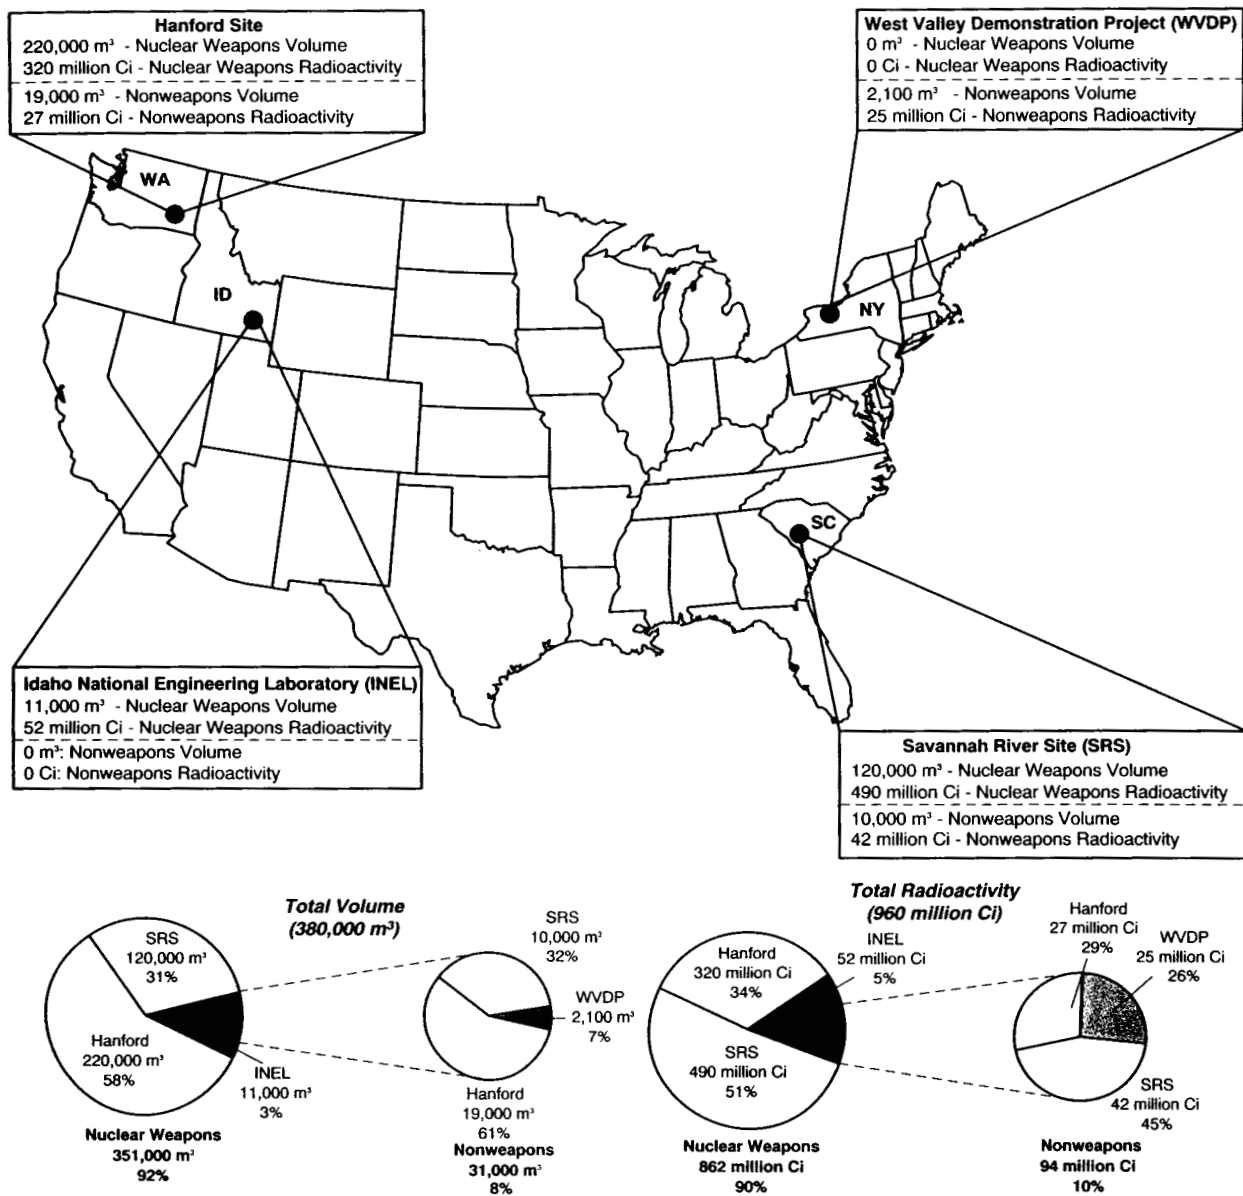 Hanford Site
220,000 m³ - Nuclear Weapons Volume
320 million Ci - Nuclear Weapons Radioactivity
19,000 m³ - Nonweapons Volume
27 million Ci - Nonweapons Radioactivity
West Valley Demonstration Project (WVDP)
0 m³ - Nuclear Weapons Volume
0 Ci - Nuclear Weapons Radioactivity
2,100 m³ - Nonweapons Volume
25 million Ci - Nonweapons Radioactivity
WA
ID
NY
SC
Idaho National Engineering Laboratory (INEL)
11,000 m³ - Nuclear Weapons Volume
52 million Ci - Nuclear Weapons Radioactivity
0 m³: Nonweapons Volume
0 Ci: Nonweapons Radioactivity
Savannah River Site (SRS)
120,000 m³ - Nuclear Weapons Volume
490 million Ci - Nuclear Weapons Radioactivity
10,000 m³ - Nonweapons Volume
42 million Ci - Nonweapons Radioactivity
Total Volume
(380,000 m³)
SRS
120,000 m³
31%
Hanford
220,000 m³
58%
INEL
11,000 m³
3%
Nuclear Weapons
351,000 m³
92%
SRS
10,000 m³
32%
WVDP
2,100 m³
7%
Hanford
19,000 m³
61%
Nonweapons
31,000 m³
8%
Total Radioactivity
(960 million Ci)
Hanford
320 million Ci
34%
INEL
52 million Ci
5%
SRS
490 million Ci
51%
Nuclear Weapons
862 million Ci
90%
Hanford
27 million Ci
29%
WVDP
25 million Ci
26%
SRS
42 million Ci
45%
Nonweapons
94 million Ci
10%